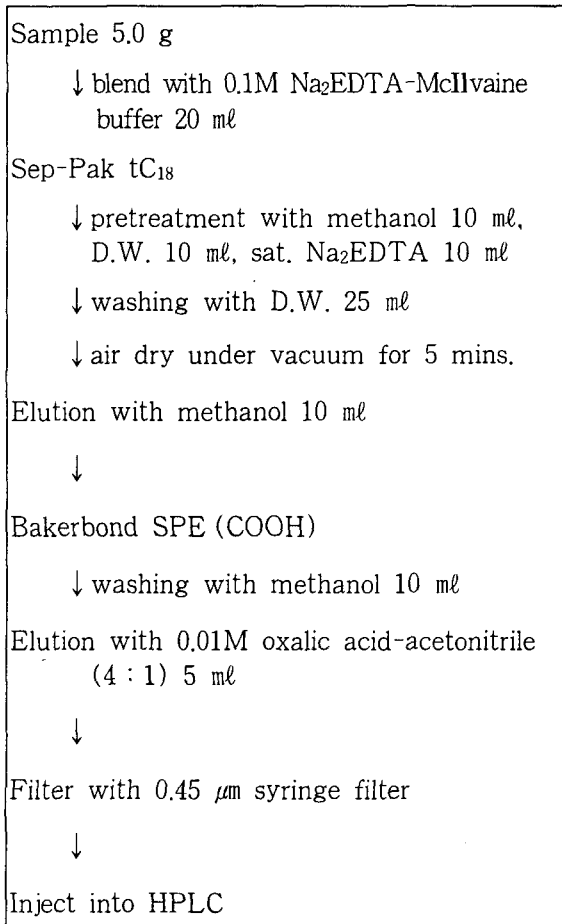 Sample 5.0 g
↓ blend with 0.1M Na₂EDTA-McIlvaine
buffer 20 ㎖
Sep-Pak tC₁₈
↓ pretreatment with methanol 10 ㎖,
D.W. 10 ㎖, sat. Na₂EDTA 10 ㎖
↓ washing with D.W. 25 ㎖
↓ air dry under vacuum for 5 mins.
Elution with methanol 10 ㎖
↓
Bakerbond SPE (COOH)
↓ washing with methanol 10 ㎖
Elution with 0.01M oxalic acid-acetonitrile
(4 : 1) 5 ㎖
↓
Filter with 0.45 ㎛ syringe filter
↓
Inject into HPLC